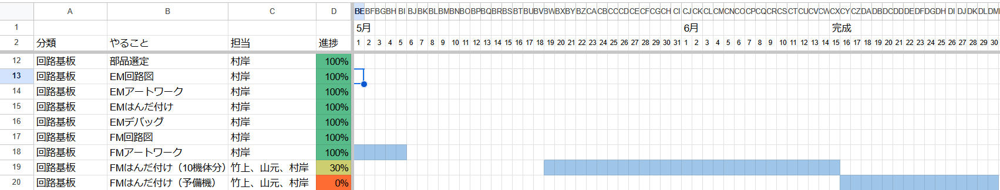 A B C D BE BF BG BH BI BJ BK BL BM BN BO BP BQ BR BS BT BU BV BW BX BY BZ CA CB CC CD CE CF CG CH CI CJ CK CL CM CN CO CP CQ CR CS CT CU CV CW CX CY CZ DA DB DC DD DE DF DG DH DI DJ DK DL DM
1 5月 6月 完成
2 分類 やること 担当 進捗 1 2 3 4 5 6 7 8 9 10 11 12 13 14 15 16 17 18 19 20 21 22 23 24 25 26 27 28 29 30 31 1 2 3 4 5 6 7 8 9 10 11 12 13 14 15 16 17 18 19 20 21 22 23 24 25 26 27 28 29 30
12 回路基板 部品選定 村岸 100%
13 回路基板 EM回路図 村岸 100%
14 回路基板 EMアートワーク 村岸 100%
15 回路基板 EMはんだ付け 村岸 100%
16 回路基板 EMデバッグ 村岸 100%
17 回路基板 FM回路図 村岸 100%
18 回路基板 FMアートワーク 村岸 100%
19 回路基板 FMはんだ付け（10機体分） 竹上、山元、村岸 30%
20 回路基板 FMはんだ付け（予備機） 竹上、山元、村岸 0%